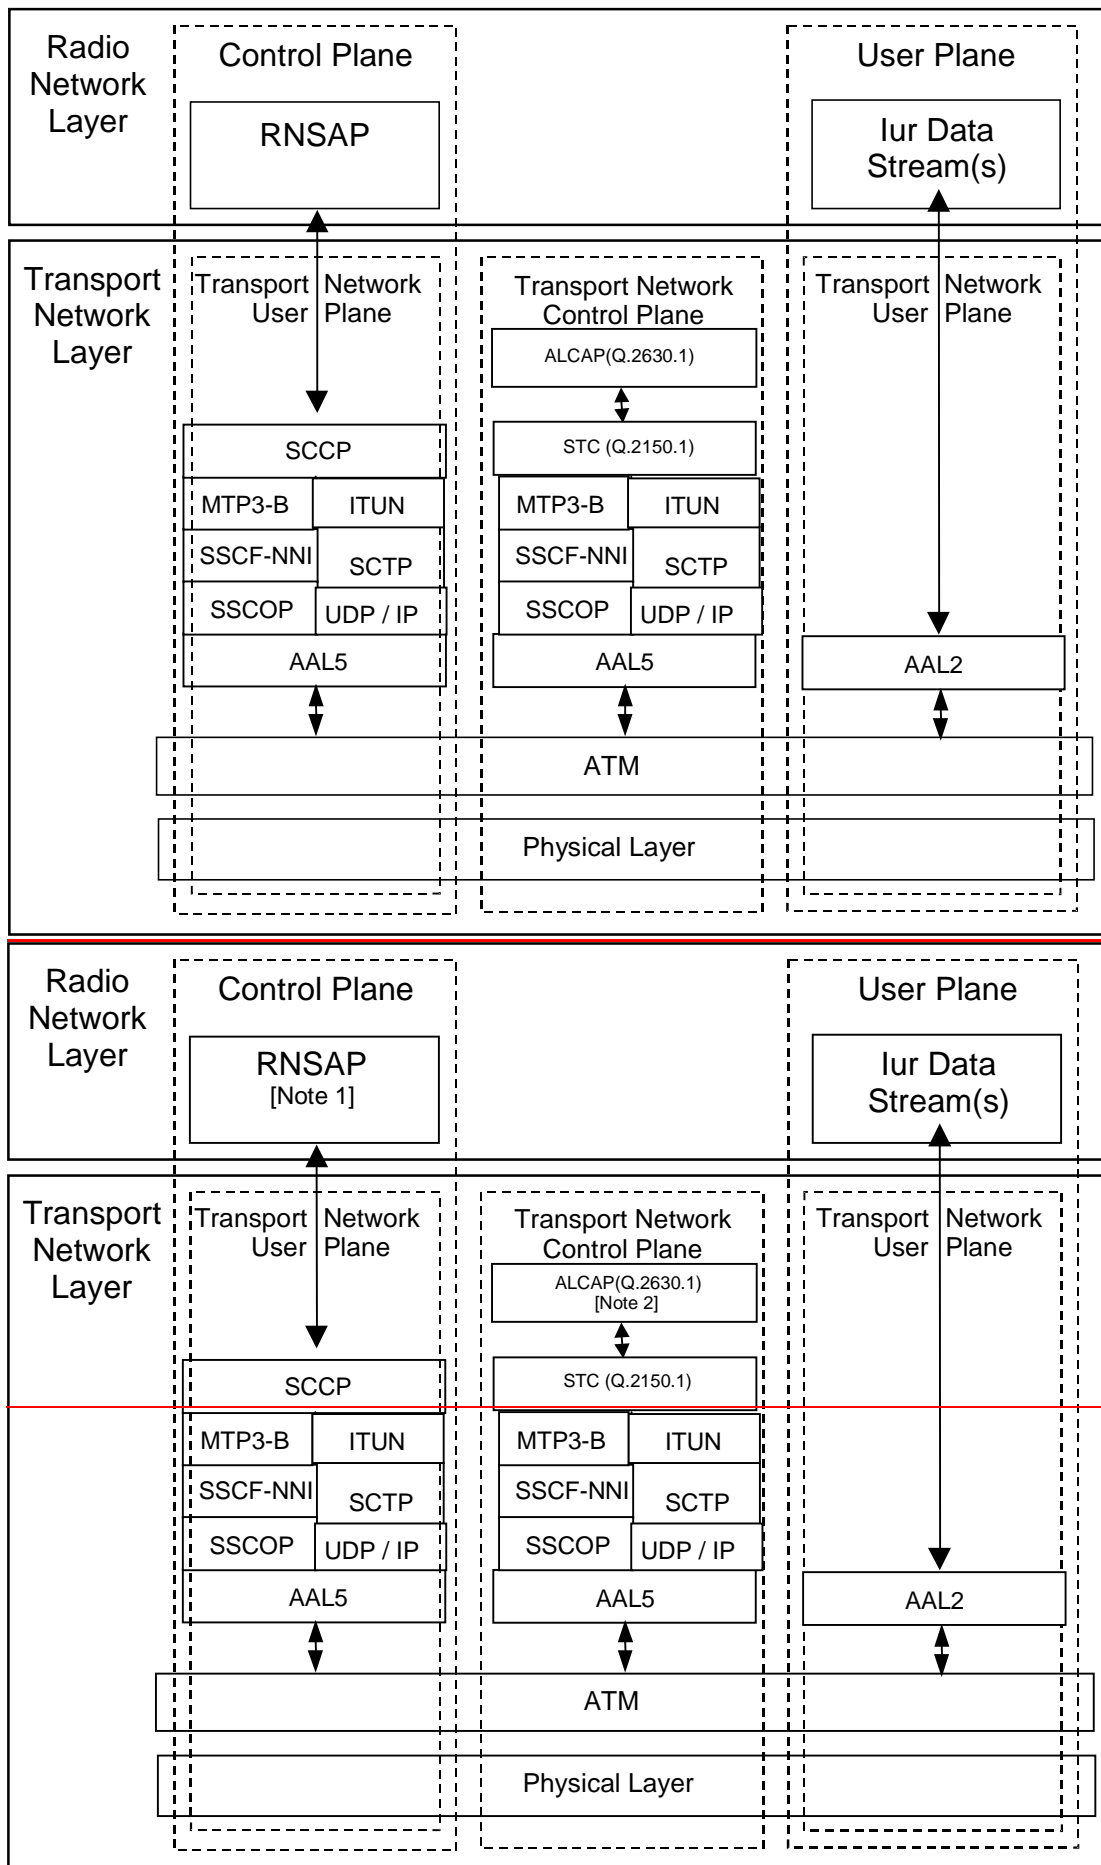 Radio
Network
Layer
Control Plane
User Plane
RNSAP
Iur Data
Stream(s)
Transport
Network
Layer
Transport Network
User Plane
Transport Network
Control Plane
Transport Network
User Plane
ALCAP(Q.2630.1)
SCCP
STC (Q.2150.1)
MTP3-B
ITUN
MTP3-B
ITUN
SSCF-NNI
SCTP
SSCF-NNI
SCTP
SSCOP
UDP / IP
SSCOP
UDP / IP
AAL5
AAL5
AAL2
ATM
Physical Layer
Radio
Network
Layer
Control Plane
User Plane
RNSAP
[Note 1]
Iur Data
Stream(s)
Transport
Network
Layer
Transport Network
User Plane
Transport Network
Control Plane
Transport Network
User Plane
ALCAP(Q.2630.1)
[Note 2]
SCCP
STC (Q.2150.1)
MTP3-B
ITUN
MTP3-B
ITUN
SSCF-NNI
SCTP
SSCF-NNI
SCTP
SSCOP
UDP / IP
SSCOP
UDP / IP
AAL5
AAL5
AAL2
ATM
Physical Layer